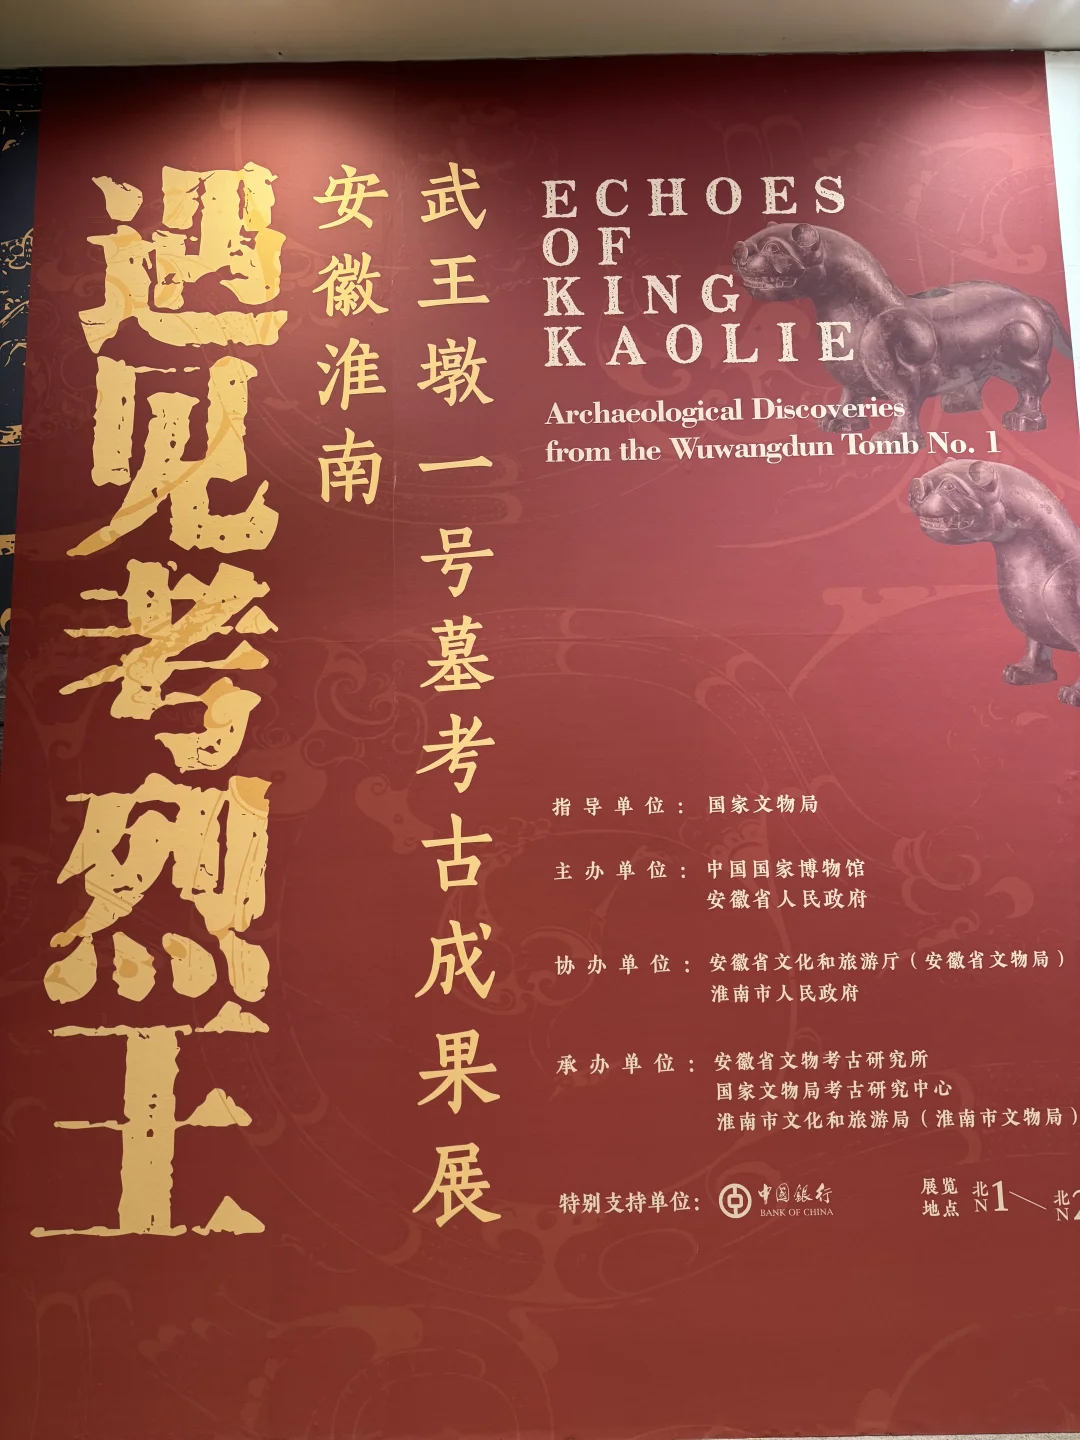 遇见考烈王
安徽淮南
武王墩一号墓考古成果展
ECHOES
OF
KING
KAOLIE
Archaeological Discoveries
from the Wuwangdun Tomb No. 1
指导单位：国家文物局
主办单位：中国国家博物馆
安徽省人民政府
协办单位：安徽省文化和旅游厅（安徽省文物局）
淮南市人民政府
承办单位：安徽省文物考古研究所
国家文物局考古研究中心
淮南市文化和旅游局（淮南市文物局）
特别支持单位：中国银行
BANK OF CHINA
展览地点 北N1 北N2